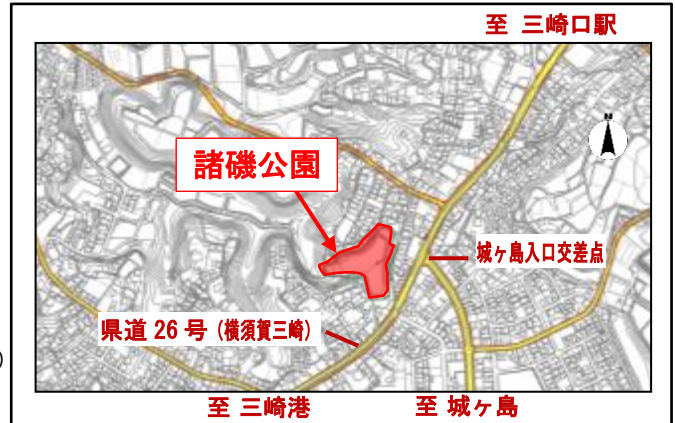 至 三崎口駅
諸磯公園
城ヶ島入口交差点
県道 26 号（横須賀三崎）
至 三崎港
至 城ヶ島